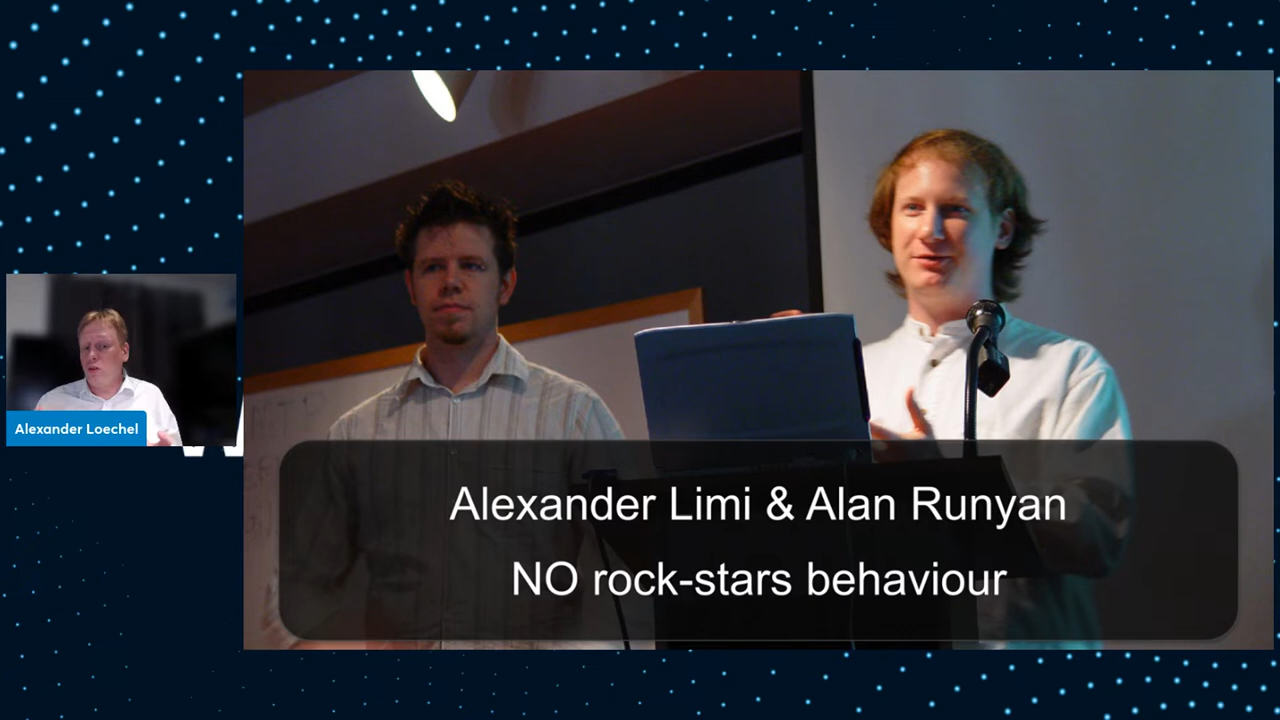 Alexander Loechel
Alexander Limi & Alan Runyan
NO rock-stars behaviour